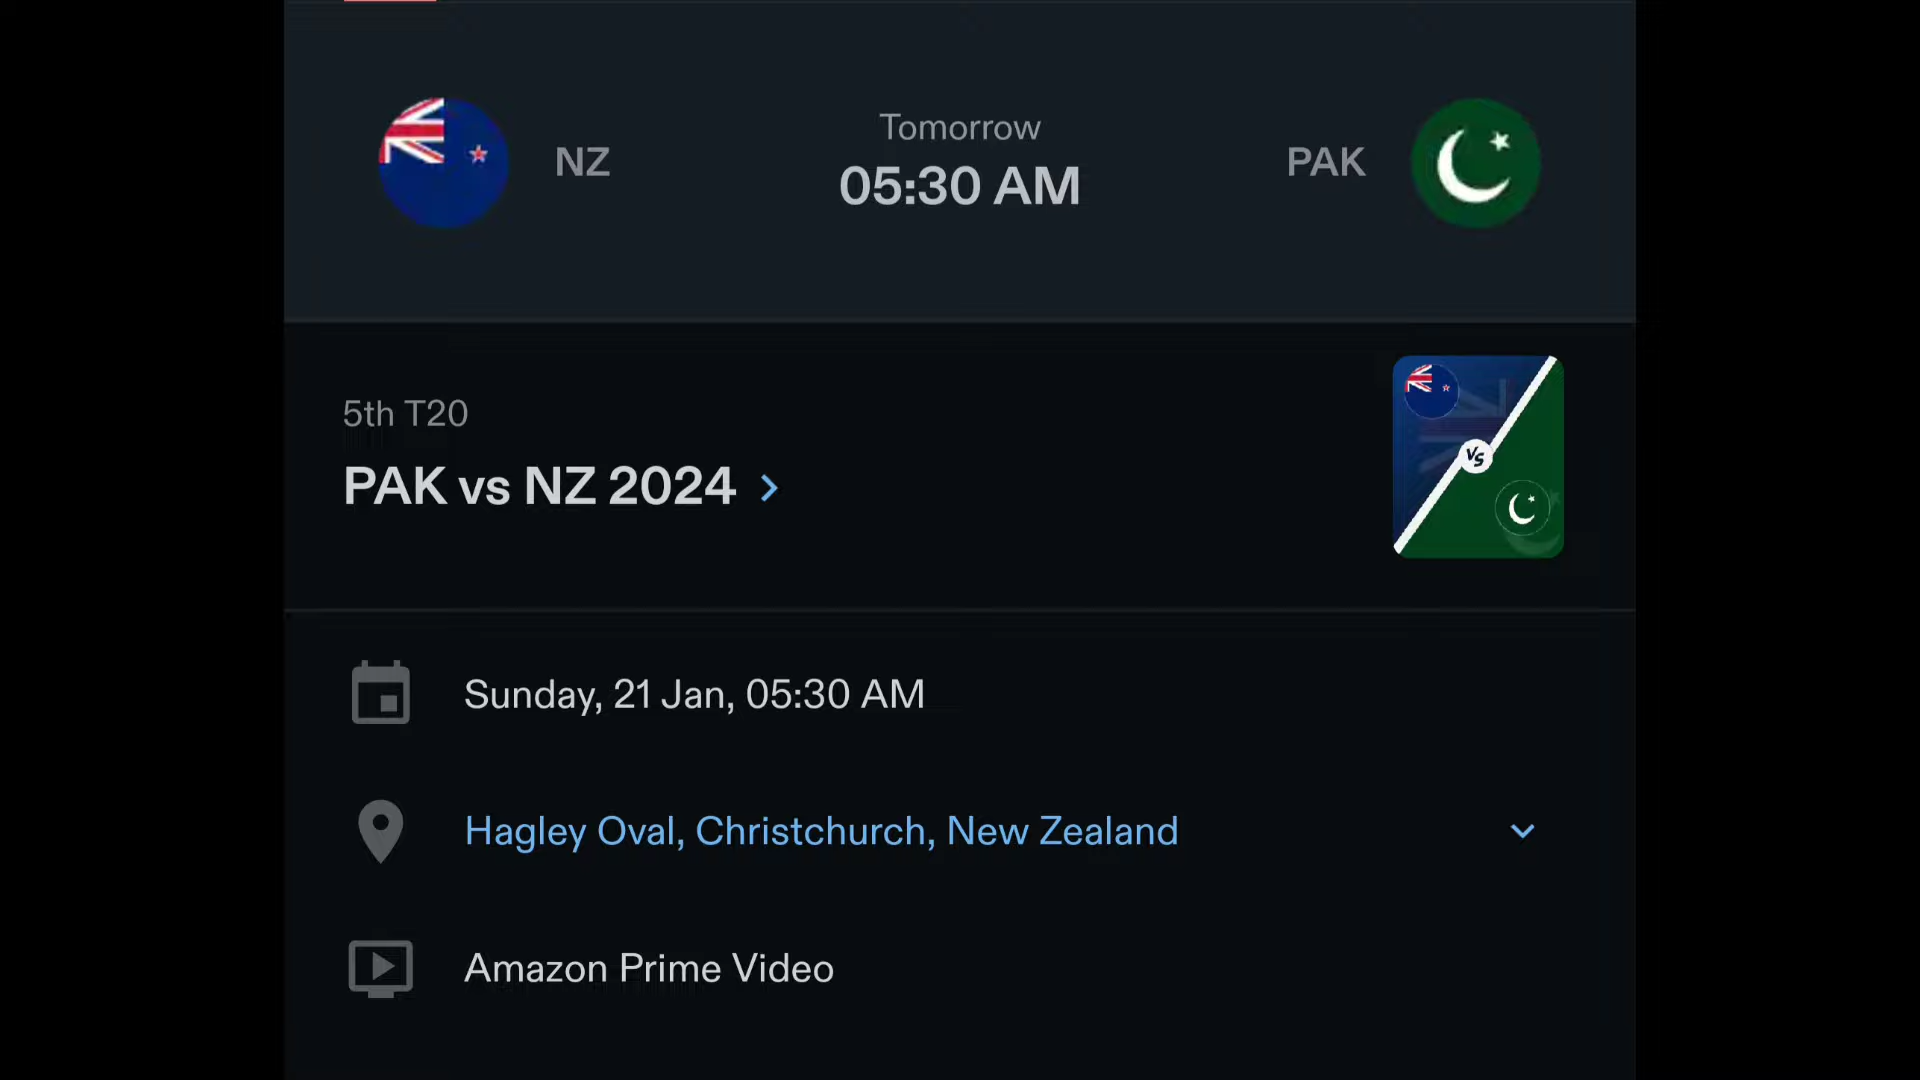 NZ
Tomorrow
05:30 AM
PAK
5th T20
PAK vs NZ 2024
VS
Sunday, 21 Jan, 05:30 AM
Hagley Oval, Christchurch, New Zealand
Amazon Prime Video